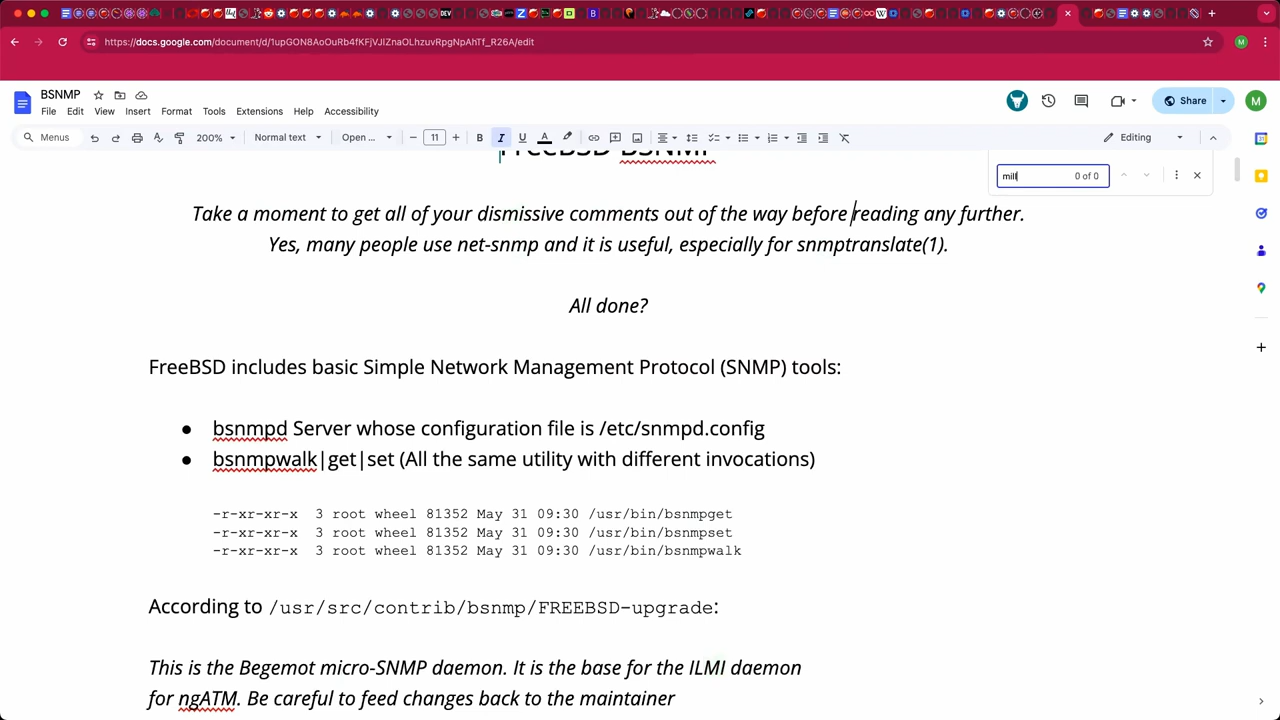 https://docs.google.com/document/d/1upGON8AoOuRb4fKFjVJIZnaOLhzuvRpgNpAhTf_R26A/edit
M
BSNMP
Share
M
File Edit View Insert Format Tools Extensions Help Accessibility
Menus 200% Normal text Open ... 11 B I U A Editing
FreeBSD BSNMP
mill 0 of 0
Take a moment to get all of your dismissive comments out of the way before reading any further.
Yes, many people use net-snmp and it is useful, especially for snmptranslate(1).
All done?
FreeBSD includes basic Simple Network Management Protocol (SNMP) tools:
● bsnmpd Server whose configuration file is /etc/snmpd.config
● bsnmpwalk|get|set (All the same utility with different invocations)
-r-xr-xr-x 3 root wheel 81352 May 31 09:30 /usr/bin/bsnmpget
-r-xr-xr-x 3 root wheel 81352 May 31 09:30 /usr/bin/bsnmpset
-r-xr-xr-x 3 root wheel 81352 May 31 09:30 /usr/bin/bsnmpwalk
According to /usr/src/contrib/bsnmp/FREEBSD-upgrade:
This is the Begemot micro-SNMP daemon. It is the base for the ILMI daemon
for ngATM. Be careful to feed changes back to the maintainer